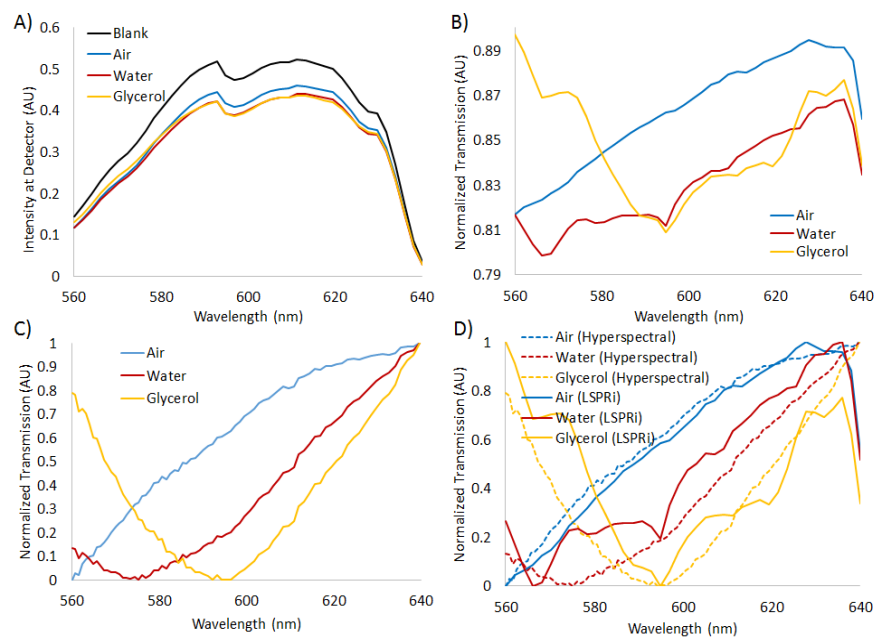 A)
0.6
0.5
0.4
0.3
0.2
0.1
0
Intensity at Detector (AU)
Blank
Air
Water
Glycerol
560
580
600
620
640
Wavelength (nm)
B)
0.89
0.87
0.85
0.83
0.81
0.79
Normalized Transmission (AU)
Air
Water
Glycerol
560
580
600
620
640
Wavelength (nm)
C)
1
0.9
0.8
0.7
0.6
0.5
0.4
0.3
0.2
0.1
0
Normalized Transmission (AU)
Air
Water
Glycerol
560
580
600
620
640
Wavelength (nm)
D)
1
0.8
0.6
0.4
0.2
0
Normalized Transmission (AU)
Air (Hyperspectral)
Water (Hyperspectral)
Glycerol (Hyperspectral)
Air (LSPRi)
Water (LSPRi)
Glycerol (LSPRi)
560
580
600
620
640
Wavelength (nm)